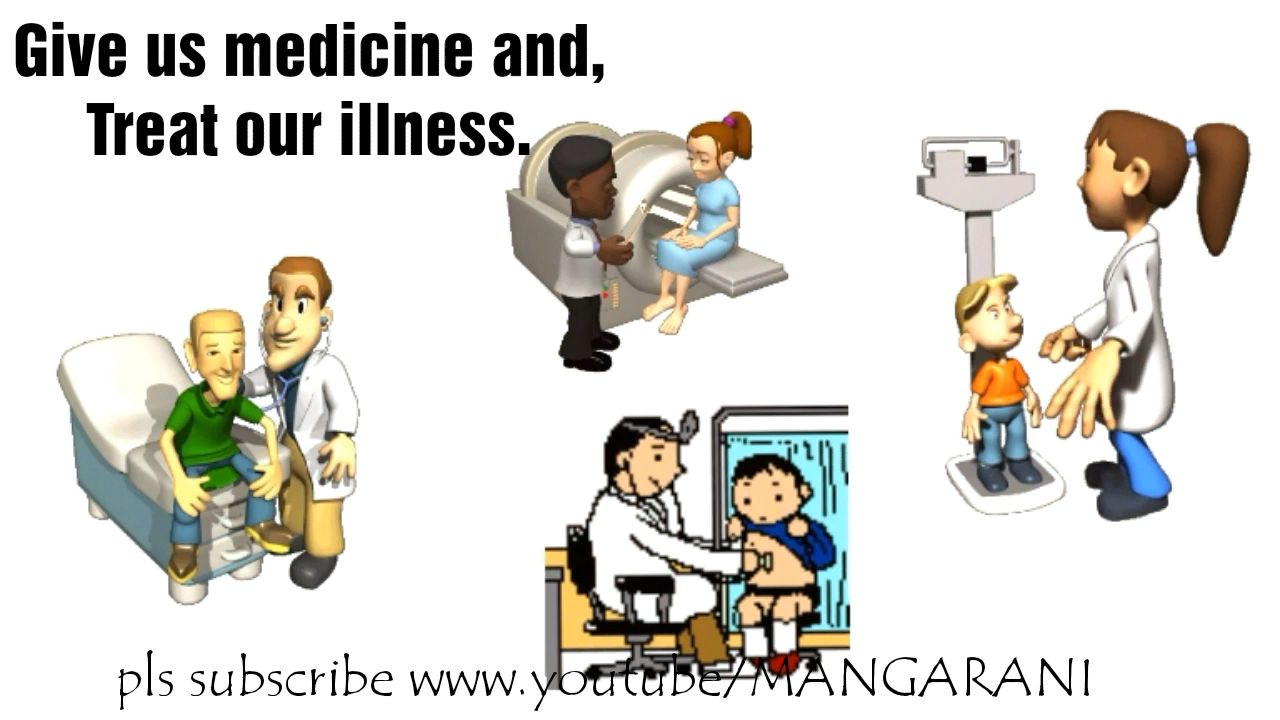 Give us medicine and,
Treat our illness.
pls subscribe www.youtube/MANGARANI